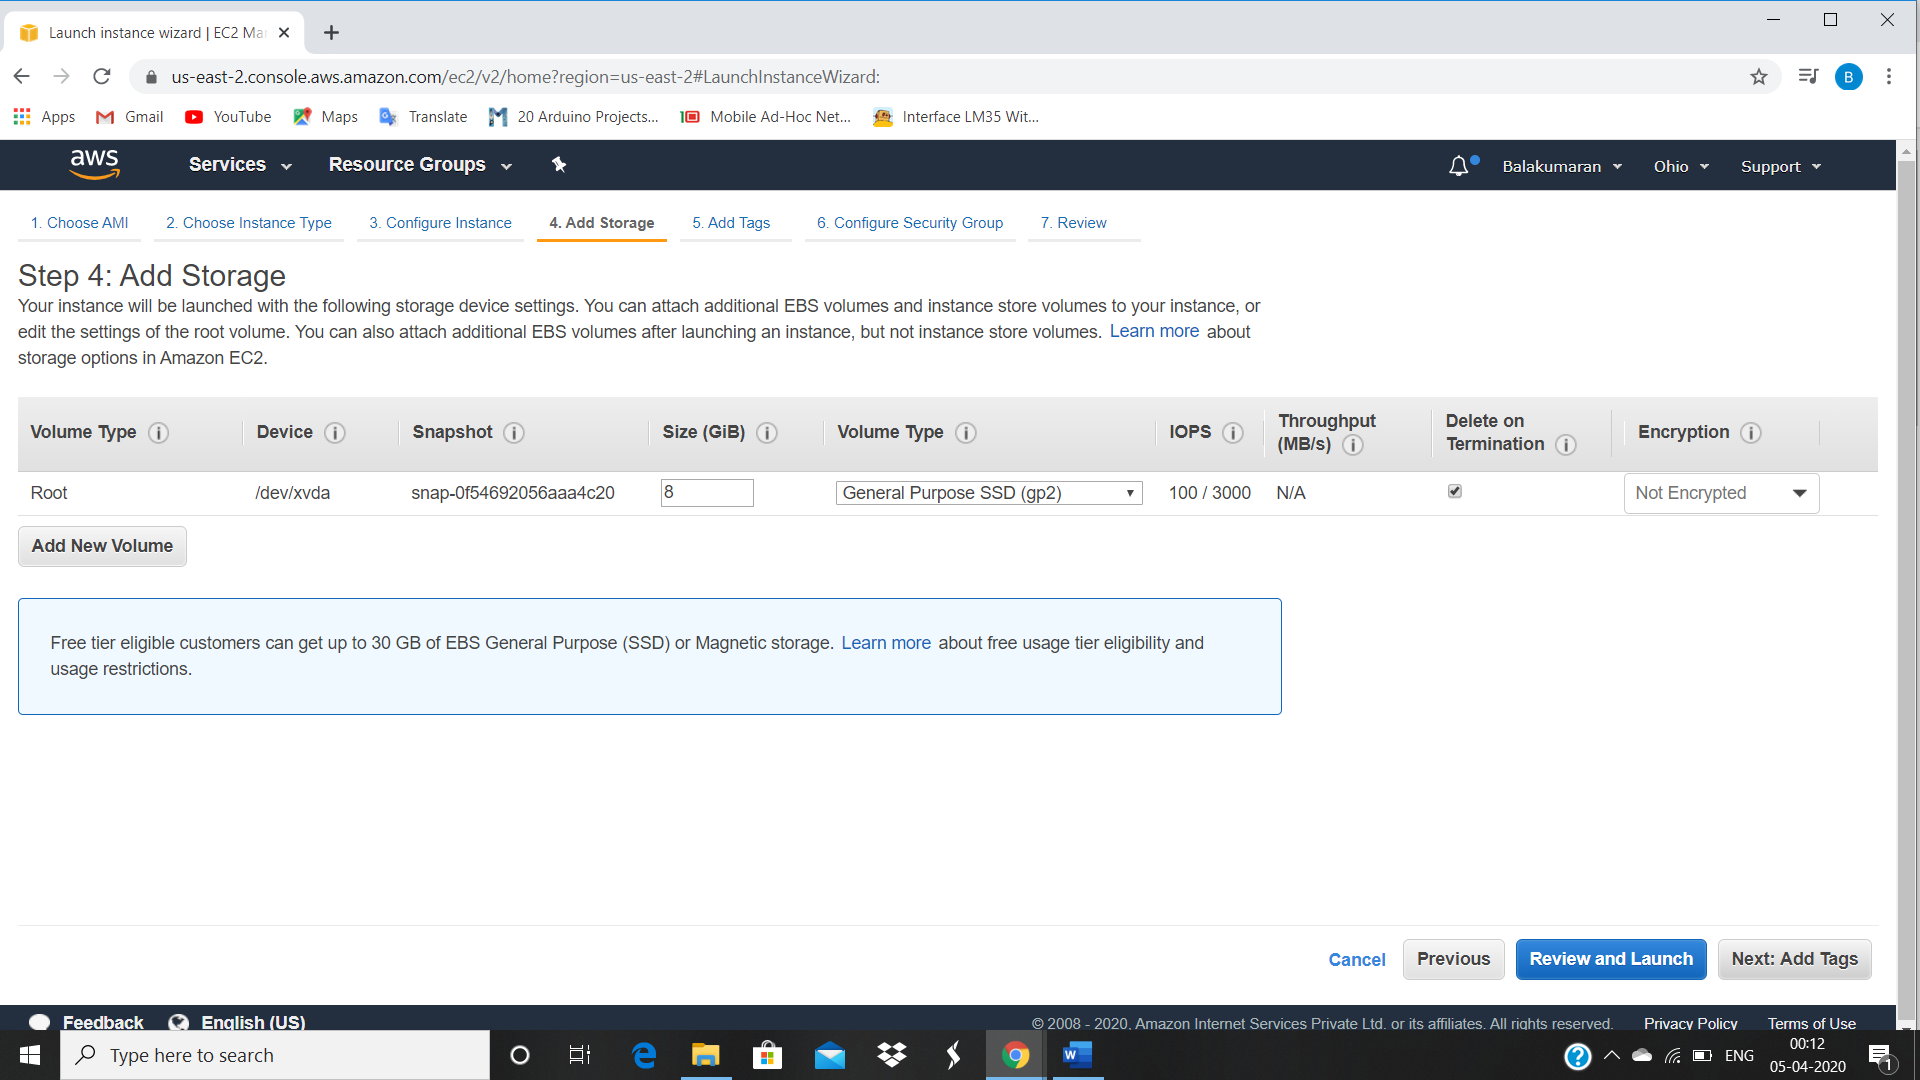 Launch instance wizard | EC2 Mar
us-east-2.console.aws.amazon.com/ec2/v2/home?region=us-east-2#LaunchInstanceWizard:
B
Apps Gmail YouTube Maps Translate 20 Arduino Projects... Mobile Ad-Hoc Net... Interface LM35 Wit...
aws Services Resource Groups Balakumaran Ohio Support
1. Choose AMI 2. Choose Instance Type 3. Configure Instance 4. Add Storage 5. Add Tags 6. Configure Security Group 7. Review
Step 4: Add Storage
Your instance will be launched with the following storage device settings. You can attach additional EBS volumes and instance store volumes to your instance, or
edit the settings of the root volume. You can also attach additional EBS volumes after launching an instance, but not instance store volumes. Learn more about
storage options in Amazon EC2.
Volume Type i Device i Snapshot i Size (GiB) i Volume Type i IOPS i Throughput (MB/s) i Delete on Termination i Encryption i
Root /dev/xvda snap-0f54692056aaa4c20 8 General Purpose SSD (gp2) 100 / 3000 N/A Not Encrypted
Add New Volume
Free tier eligible customers can get up to 30 GB of EBS General Purpose (SSD) or Magnetic storage. Learn more about free usage tier eligibility and
usage restrictions.
Cancel Previous Review and Launch Next: Add Tags
Feedback English (US) © 2008 - 2020, Amazon Internet Services Private Ltd. or its affiliates. All rights reserved. Privacy Policy Terms of Use
Type here to search
ENG
00:12
05-04-2020
1